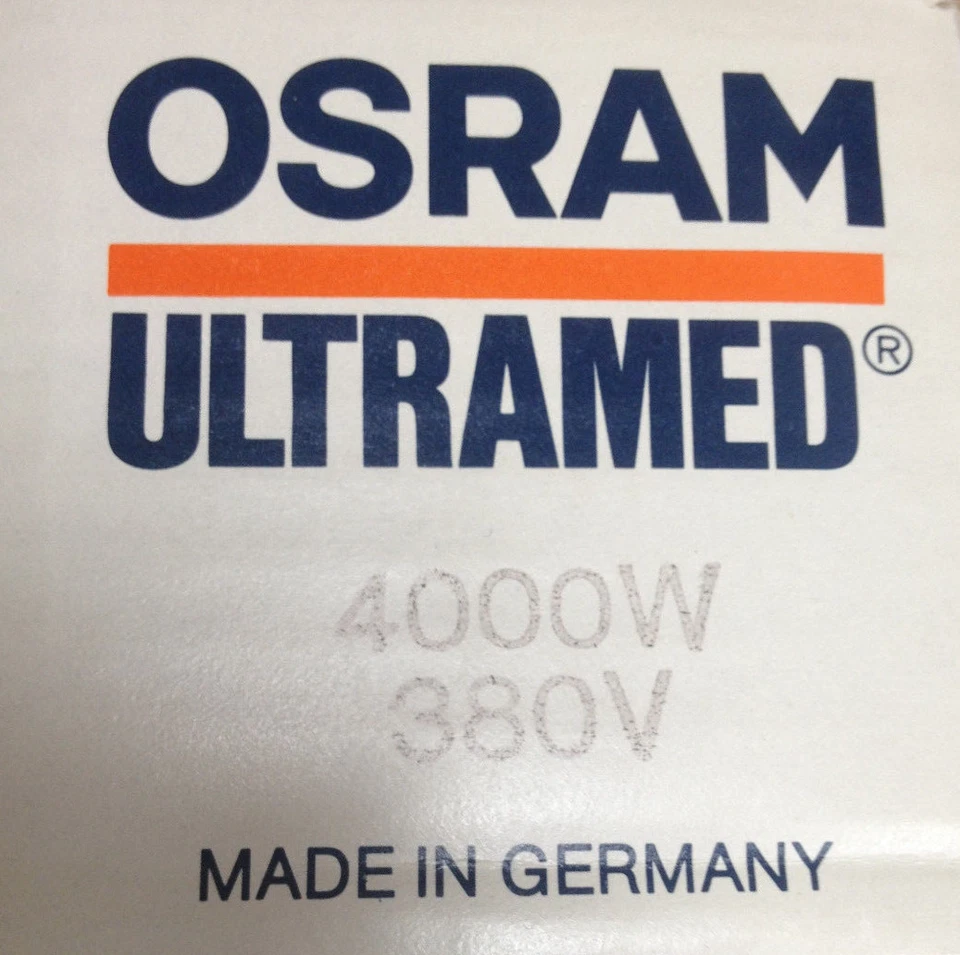 OSRAM
ULTRAMED®
4000W
380V
MADE IN GERMANY